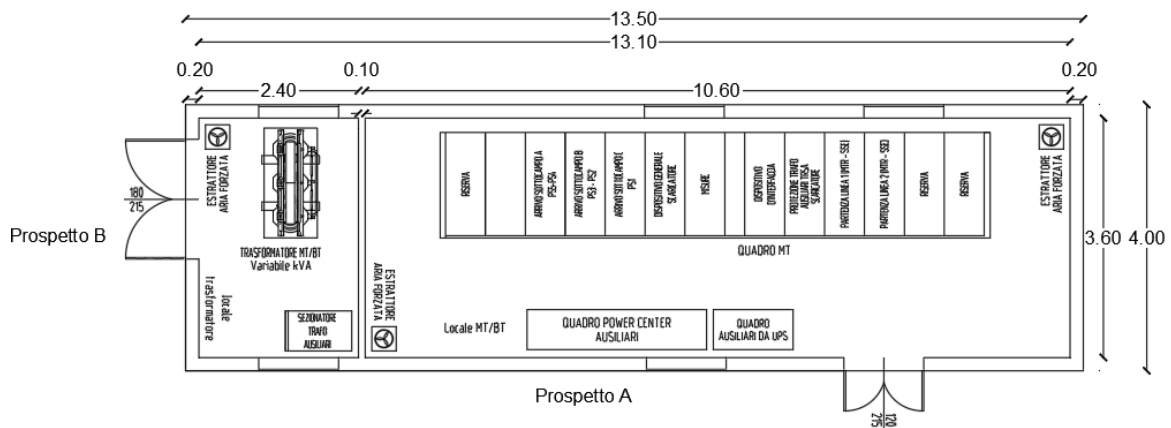 13.50
13.10
0.20
0.10
0.20
2.40
10.60
ESTRATTORE
ARIA FORZATA
180
215
Prospetto B
TRASFORMATORE MT/BT
Variabile kVA
locale
trasformatore
SEZIONATORE
TRAFO
AUSILIARI
ESTRATTORE
ARIA FORZATA
RISERVA
ARRIVO SOTTOCAMPO A
PS5-PS4
ARRIVO SOTTOCAMPO B
PS3 - PS2
ARRIVO SOTTOCAMPO C
PS1
DISPOSITIVO GENERALE
SCARICATORE
MISURE
DISPOSITIVO
D'INTERFACCIA
PROTEZIONE TRAFO
AUSILIARI TRSA
SCARICATORE
PARTENZA LINEA 1 (MTR - SSE)
PARTENZA LINEA 2 (MTR - SSE)
RISERVA
RISERVA
QUADRO MT
ESTRATTORE
ARIA FORZATA
3.60
4.00
Locale MT/BT
QUADRO POWER CENTER
AUSILIARI
QUADRO
AUSILIARI DA UPS
Prospetto A
120
215